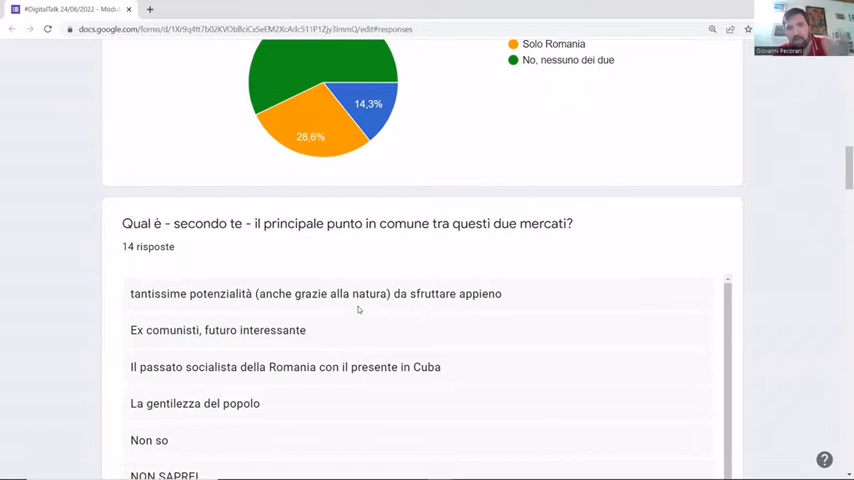 #DigitalTalk 24/06/2022 - Modu
docs.google.com/forms/d/1Xr9q4tt7b02KVObBciCxSeEM2XcAdc511P1Zjy3immQ/edit#responses
Giovanni Pecorari
Solo Romania
No, nessuno dei due
14,3%
28,6%
Qual è - secondo te - il principale punto in comune tra questi due mercati?
14 risposte
tantissime potenzialità (anche grazie alla natura) da sfruttare appieno
Ex comunisti, futuro interessante
Il passato socialista della Romania con il presente in Cuba
La gentilezza del popolo
Non so
NON SAPREI